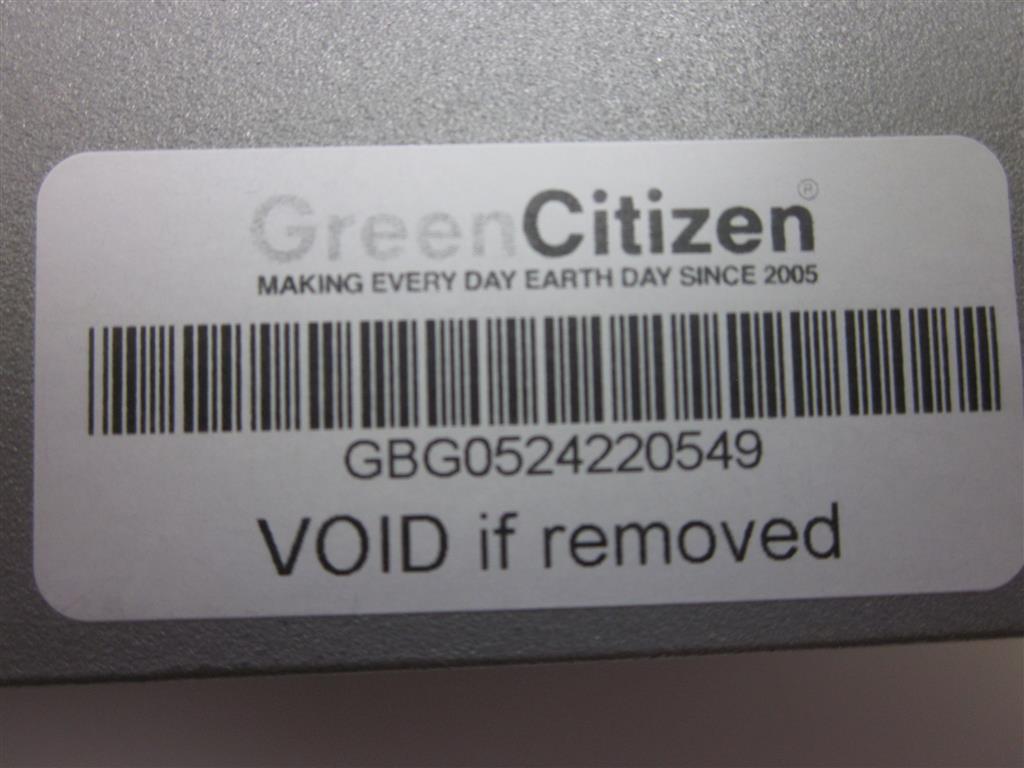 GreenCitizen®
MAKING EVERY DAY EARTH DAY SINCE 2005
GBG0524220549
VOID if removed